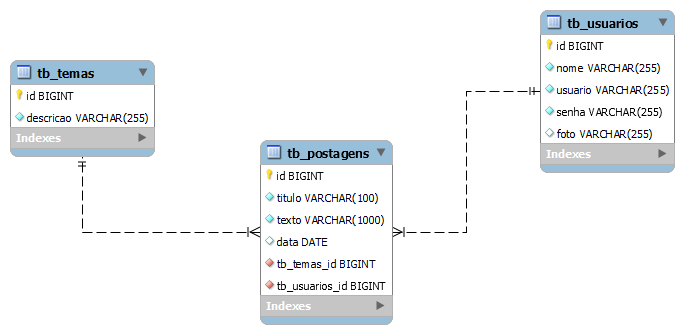 tb_temas
id BIGINT
descricao VARCHAR(255)
Indexes
tb_postagens
id BIGINT
titulo VARCHAR(100)
texto VARCHAR(1000)
data DATE
tb_temas_id BIGINT
tb_usuarios_id BIGINT
Indexes
tb_usuarios
id BIGINT
nome VARCHAR(255)
usuario VARCHAR(255)
senha VARCHAR(255)
foto VARCHAR(255)
Indexes